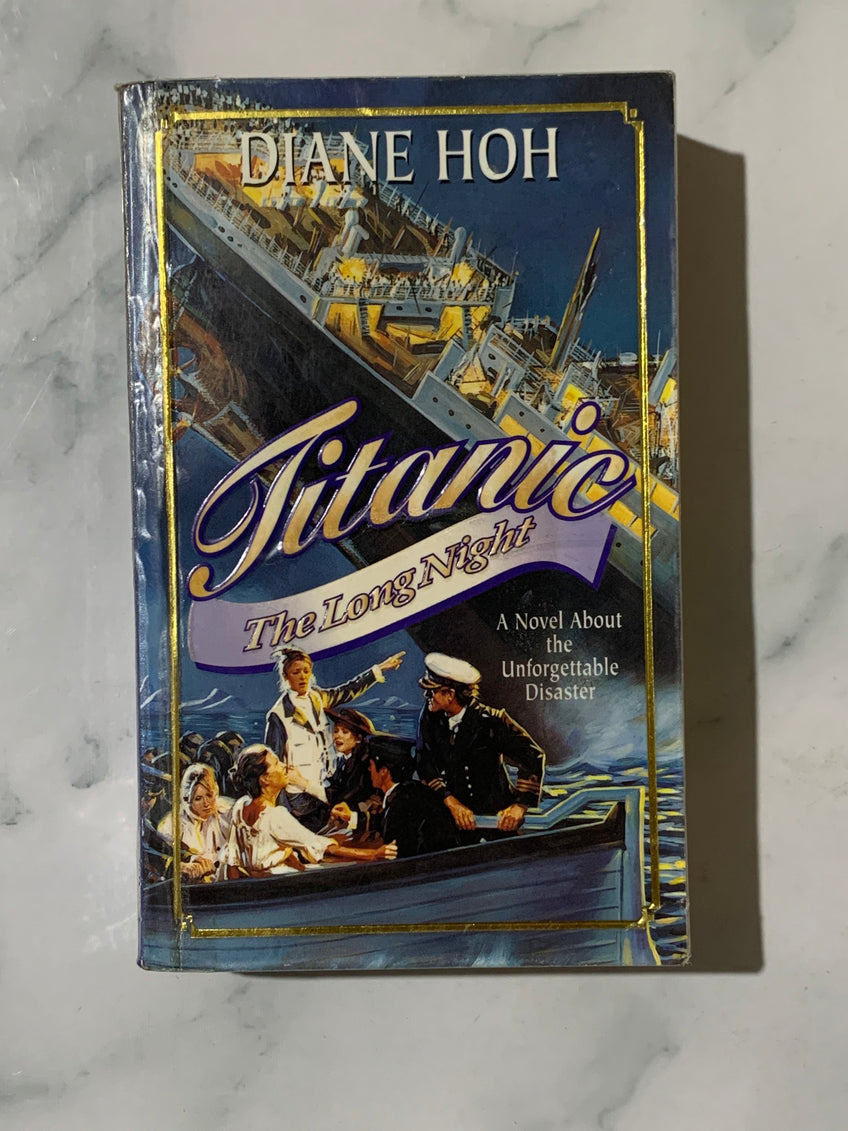 DIANE HOH
Titanic
The Long Night
A Novel About
the
Unforgettable
Disaster